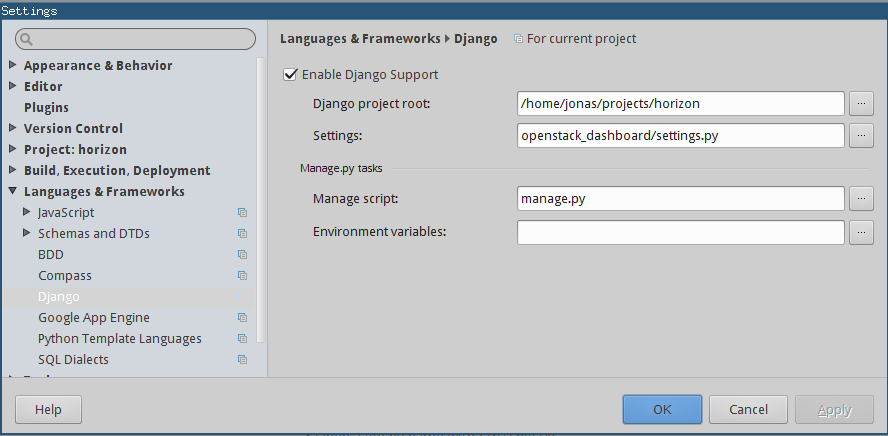 Settings
Appearance & Behavior
Editor
Plugins
Version Control
Project: horizon
Build, Execution, Deployment
Languages & Frameworks
JavaScript
Schemas and DTDs
BDD
Compass
Django
Google App Engine
Python Template Languages
SQL Dialects
Languages & Frameworks Django For current project
Enable Django Support
Django project root: /home/jonas/projects/horizon ...
Settings: openstack_dashboard/settings.py ...
Manage.py tasks
Manage script: manage.py ...
Environment variables: ...
Help OK Cancel Apply